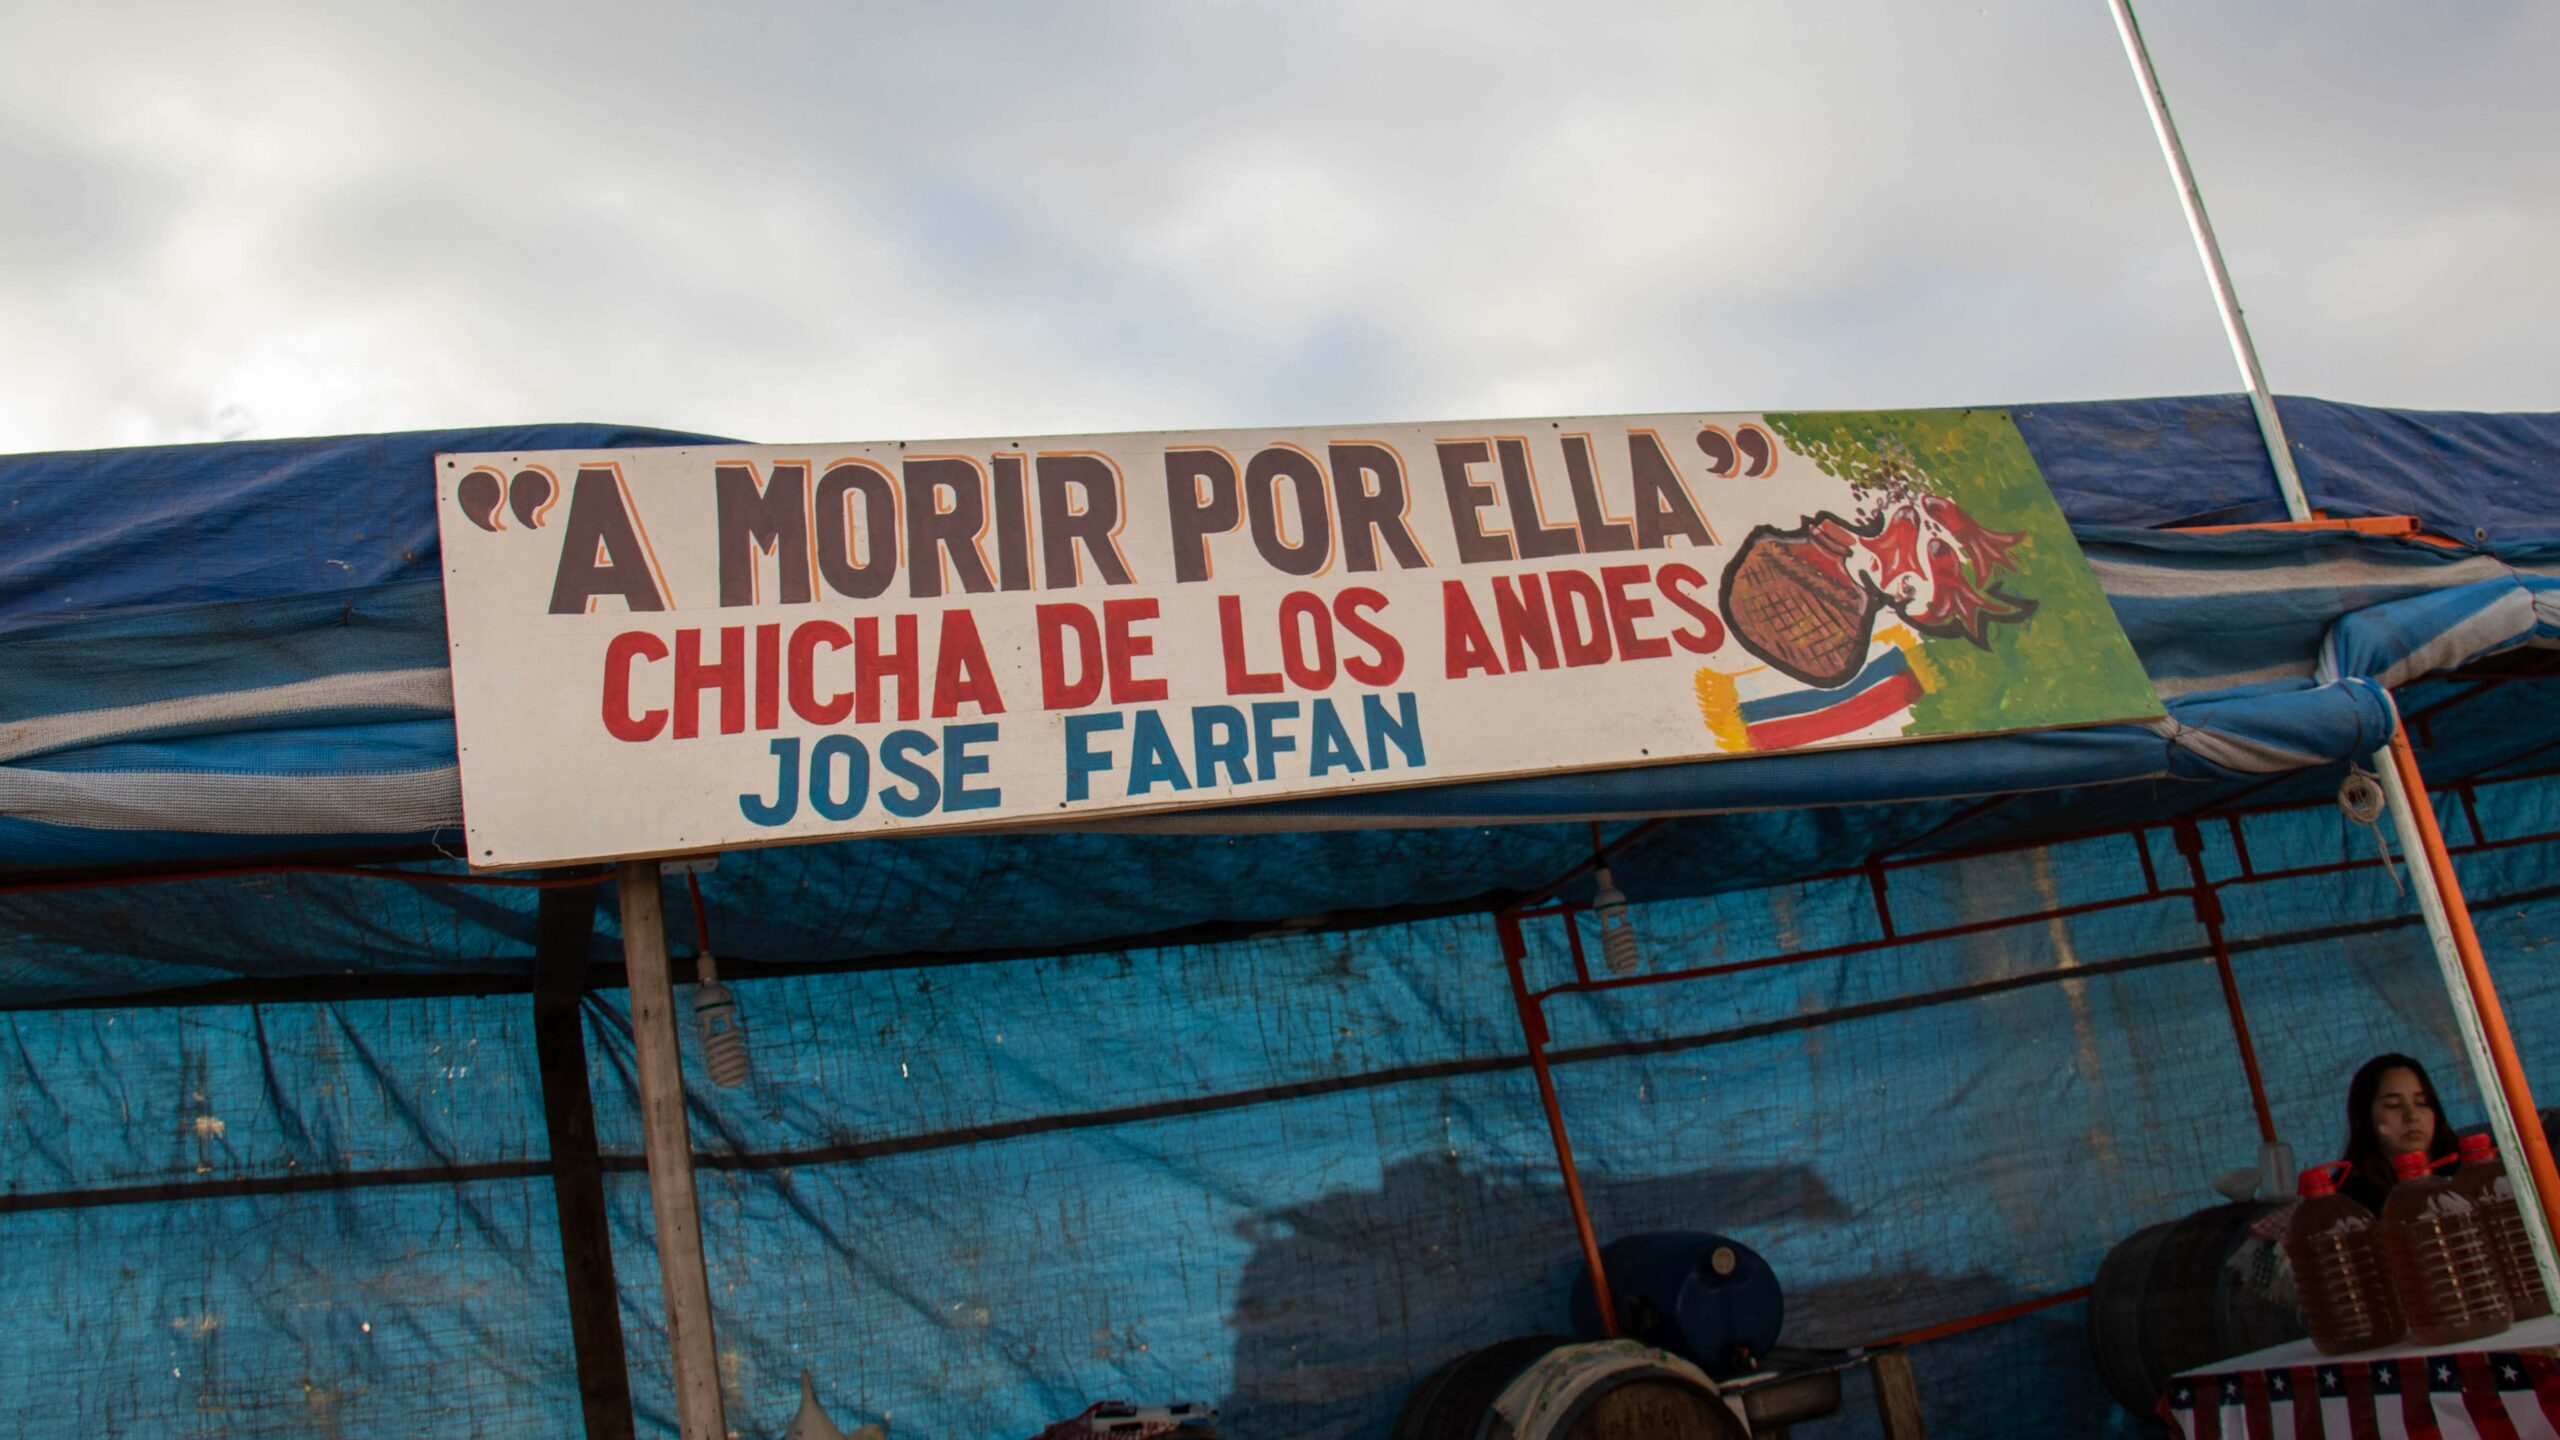 “A MORIR POR ELLA”
CHICHA DE LOS ANDES
JOSE FARFAN